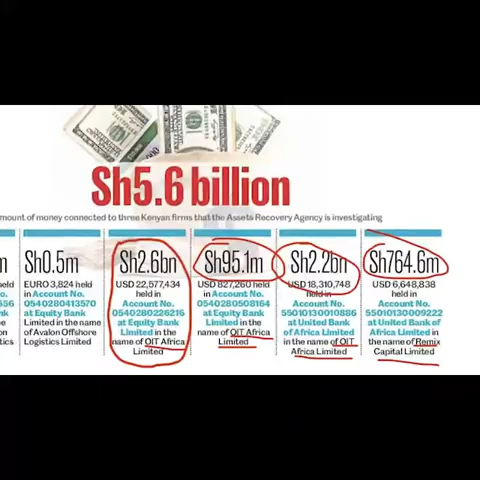 Sh5.6 billion
amount of money connected to three Kenyan firms that the Assets Recovery Agency is investigating
Sh0.5m
EURO 3,824 held
in Account No.
0540280413570
at Equity Bank
Limited in the name
of Avalon Offshore
Logistics Limited
Sh2.6bn
USD 22,577,434
held in
Account No.
0540280226216
at Equity Bank
Limited in the
name of OIT Africa
Limited
Sh95.1m
USD 827,260 held
in Account No.
0540280508164
at Equity Bank
Limited in the
name of OIT Africa
Limited
Sh2.2bn
USD 18,310,748
held in
Account No.
55010130010886
at United Bank
of Africa Limited
in the name of OIT
Africa Limited
Sh764.6m
USD 6,648,838
held in
Account No.
55010130009222
at United Bank of
Africa Limited in
the name of Remix
Capital Limited